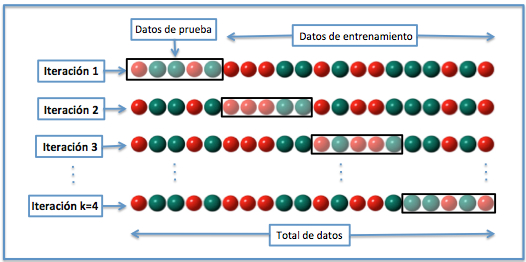 Datos de prueba
Datos de entrenamiento
Iteración 1
Iteración 2
Iteración 3
Iteración k=4
Total de datos